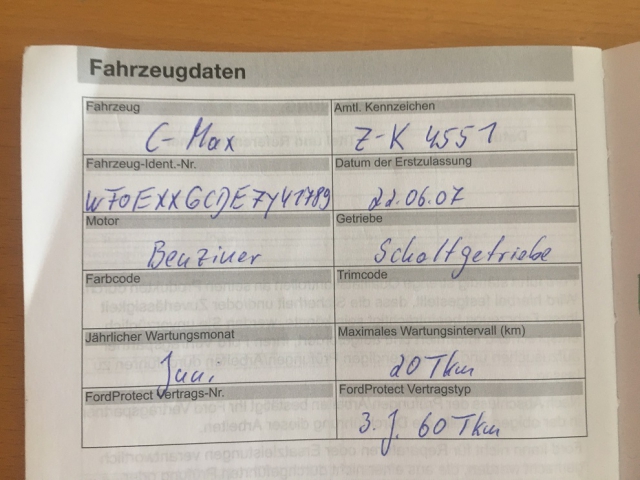 Fahrzeugdaten
Fahrzeug Amtl. Kennzeichen
C-Max Z-K 4551
Fahrzeug-Ident.-Nr. Datum der Erstzulassung
WF0EXXGCDE7Y41789 22.06.07
Motor Getriebe
Benziner Schaltgetriebe
Farbcode Trimcode
Jährlicher Wartungsmonat Maximales Wartungsintervall (km)
Jun. 20 Tkm
FordProtect Vertrags-Nr. FordProtect Vertragstyp
3. J. 60 Tkm